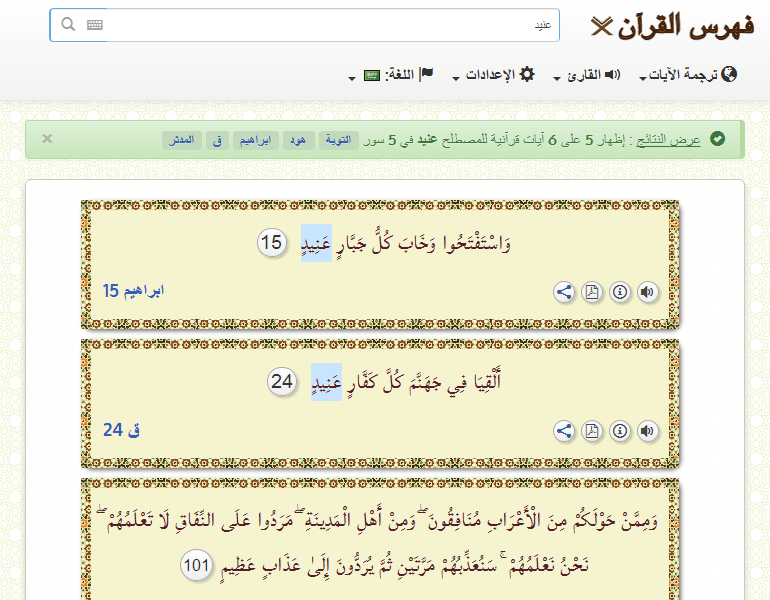 فهرس القرآن
عنيد
ترجمة الآيات القارئ الإعدادات اللغة:
عرض النتائج : إظهار 5 على 6 آيات قرآنية للمصطلح عنيد في 5 سور التوبة هود ابراهيم ق المدثر ×
وَاسْتَفْتَحُوا وَخَابَ كُلُّ جَبَّارٍ عَنِيدٍ 15
ابراهيم 15
أَلْقِيَا فِي جَهَنَّمَ كُلَّ كَفَّارٍ عَنِيدٍ 24
ق 24
وَمِمَّنْ حَوْلَكُمْ مِنَ الْأَعْرَابِ مُنَافِقُونَ ۖ وَمِنْ أَهْلِ الْمَدِينَةِ ۖ مَرَدُوا عَلَى النِّفَاقِ لَا تَعْلَمُهُمْ ۖ
نَحْنُ نَعْلَمُهُمْ ۚ سَنُعَذِّبُهُمْ مَرَّتَيْنِ ثُمَّ يُرَدُّونَ إِلَىٰ عَذَابٍ عَظِيمٍ 101